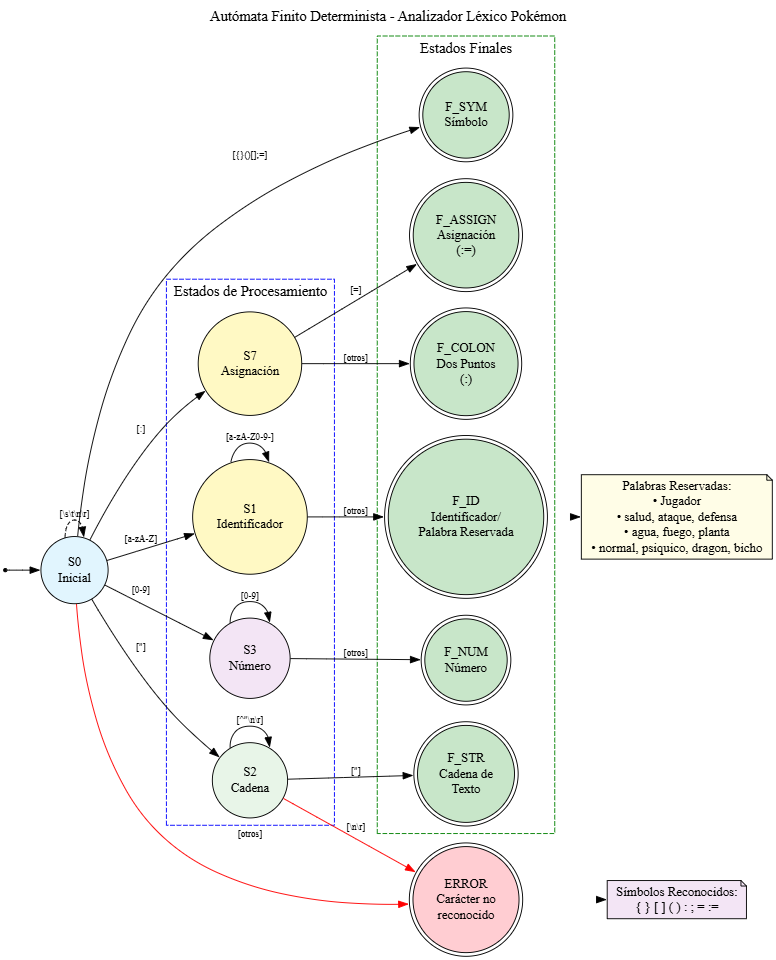 Autómata Finito Determinista - Analizador Léxico Pokémon
Estados Finales
F_SYM
Símbolo
[{}()[];=]
F_ASSIGN
Asignación
(:=)
Estados de Procesamiento
[=]
S7
Asignación
[otros]
F_COLON
Dos Puntos
(:)
[:]
[a-zA-Z0-9-]
S1
Identificador
[otros]
F_ID
Identificador/
Palabra Reservada
Palabras Reservadas:
• Jugador
• salud, ataque, defensa
• agua, fuego, planta
• normal, psiquico, dragon, bicho
[\s\t\n\r]
[a-zA-Z]
S0
Inicial
[0-9]
[0-9]
S3
Número
[otros]
F_NUM
Número
["]
[^"\n\r]
S2
Cadena
["]
F_STR
Cadena de
Texto
[\n\r]
[otros]
ERROR
Carácter no
reconocido
Símbolos Reconocidos:
{ } [ ] ( ) : ; = :=